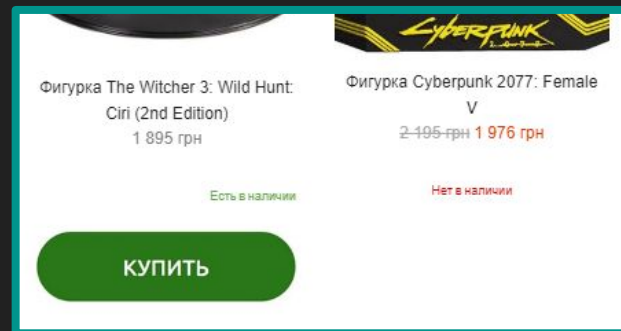 Фигурка The Witcher 3: Wild Hunt:
Ciri (2nd Edition)
1 895 грн
Есть в наличии
КУПИТЬ
CYBERPUNK
2077
Фигурка Cyberpunk 2077: Female
V
2 195 грн 1 976 грн
Нет в наличии